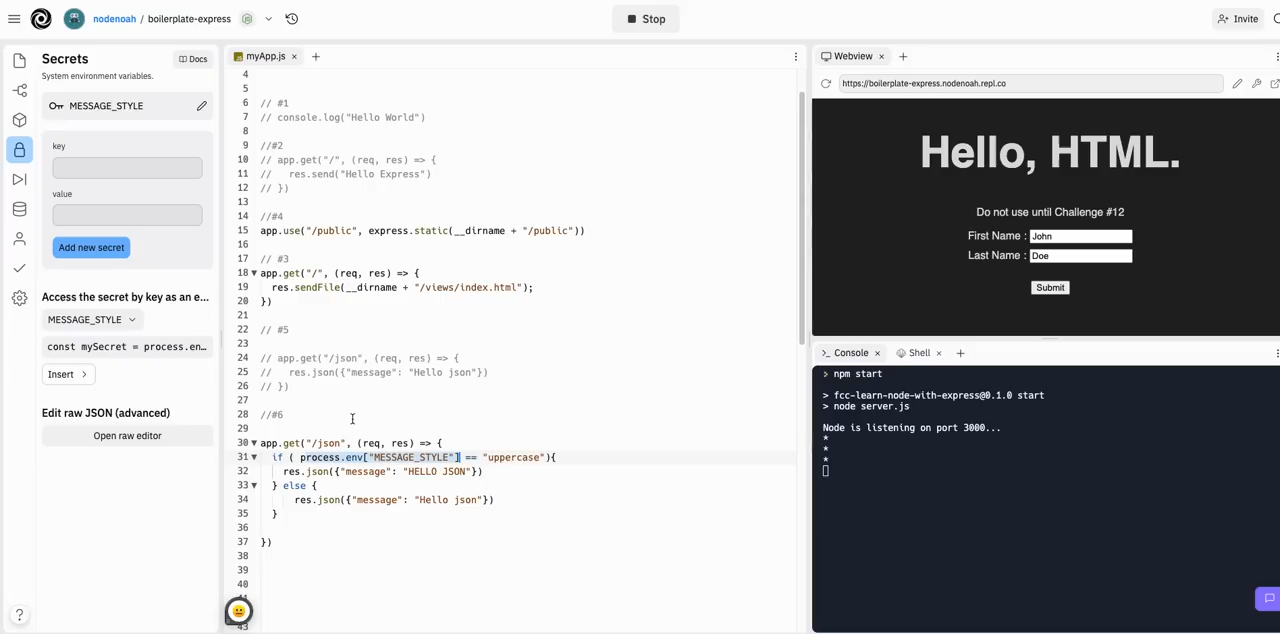 nodenoah / boilerplate-express
Stop
Invite
Secrets
Docs
System environment variables.
MESSAGE_STYLE
key
value
Add new secret
Access the secret by key as an e...
MESSAGE_STYLE
const mySecret = process.en...
Insert
Edit raw JSON (advanced)
Open raw editor
?
myApp.js × +
4
5
6 // #1
7 // console.log("Hello World")
8
9 //#2
10 // app.get("/", (req, res) => {
11 //   res.send("Hello Express")
12 // })
13
14 //#4
15 app.use("/public", express.static(__dirname + "/public"))
16
17 // #3
18 app.get("/", (req, res) => {
19   res.sendFile(__dirname + "/views/index.html");
20 })
21
22 // #5
23
24 // app.get("/json", (req, res) => {
25 //   res.json({"message": "Hello json"})
26 // })
27
28 //#6
29
30 app.get("/json", (req, res) => {
31   if ( process.env["MESSAGE_STYLE"] == "uppercase"){
32     res.json({"message": "HELLO JSON"})
33   } else {
34       res.json({"message": "Hello json"})
35   }
36
37 })
38
39
40
43
Webview × +
https://boilerplate-express.nodenoah.repl.co
Hello, HTML.
Do not use until Challenge #12
First Name : John
Last Name : Doe
Submit
Console × Shell × +
> npm start
> fcc-learn-node-with-express@0.1.0 start
> node server.js
Node is listening on port 3000...
*
*
*